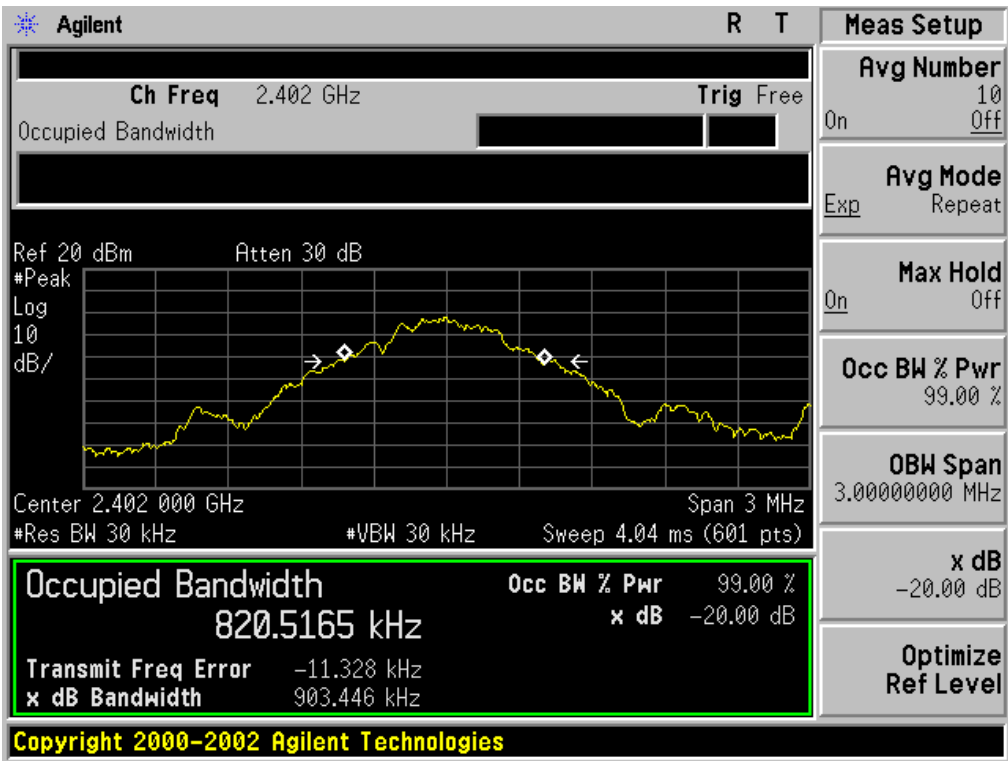 Agilent R T
Ch Freq 2.402 GHz Trig Free
Occupied Bandwidth
Ref 20 dBm Atten 30 dB
#Peak
Log
10
dB/
Center 2.402 000 GHz Span 3 MHz
#Res BW 30 kHz #VBW 30 kHz Sweep 4.04 ms (601 pts)
Occupied Bandwidth
820.5165 kHz
Occ BW % Pwr 99.00 %
x dB -20.00 dB
Transmit Freq Error -11.328 kHz
x dB Bandwidth 903.446 kHz
Copyright 2000-2002 Agilent Technologies
Meas Setup
Avg Number
10
On Off
Avg Mode
Exp Repeat
Max Hold
On Off
Occ BW % Pwr
99.00 %
OBW Span
3.00000000 MHz
x dB
-20.00 dB
Optimize
Ref Level